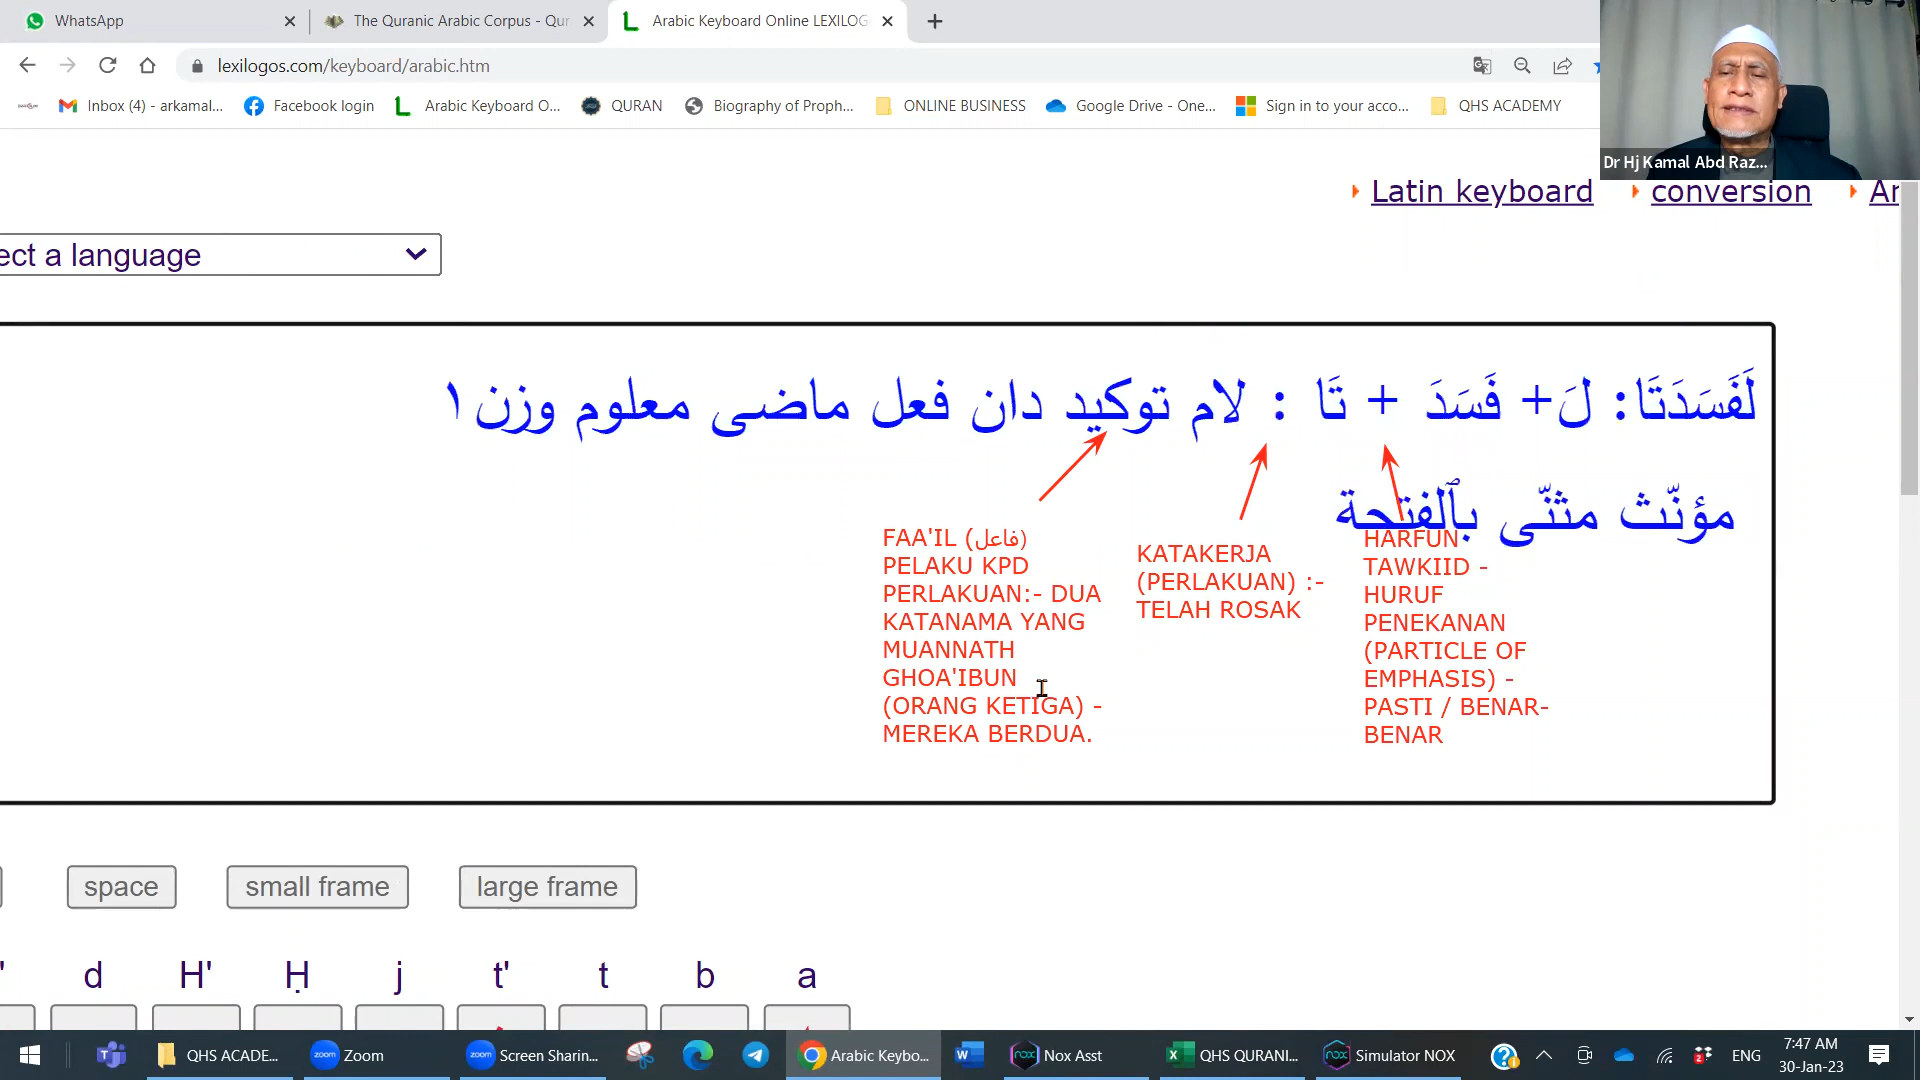 WhatsApp
The Quranic Arabic Corpus - Qur
Arabic Keyboard Online LEXILOG
lexilogos.com/keyboard/arabic.htm
Inbox (4) - arkamal...
Facebook login
Arabic Keyboard O...
QURAN
Biography of Proph...
ONLINE BUSINESS
Google Drive - One...
Sign in to your acco...
QHS ACADEMY
Dr Hj Kamal Abd Raz...
Latin keyboard
conversion
Ar
ect a language
لَفَسَدَتَا: لَ+ فَسَدَ + تَا : لام توكيد دان فعل ماضى معلوم وزن ١
مؤنّث مثنّى بٱلفتحة
FAA'IL (فاعل)
PELAKU KPD
PERLAKUAN:- DUA
KATANAMA YANG
MUANNATH
GHOA'IBUN
(ORANG KETIGA) -
MEREKA BERDUA.
KATAKERJA
(PERLAKUAN) :-
TELAH ROSAK
HARFUN
TAWKIID -
HURUF
PENEKANAN
(PARTICLE OF
EMPHASIS) -
PASTI / BENAR-
BENAR
space
small frame
large frame
' d H' Ḥ j t' t b a
QHS ACADE...
Zoom
Screen Sharin...
Arabic Keybo...
Nox Asst
QHS QURANI...
Simulator NOX
ENG
7:47 AM
30-Jan-23